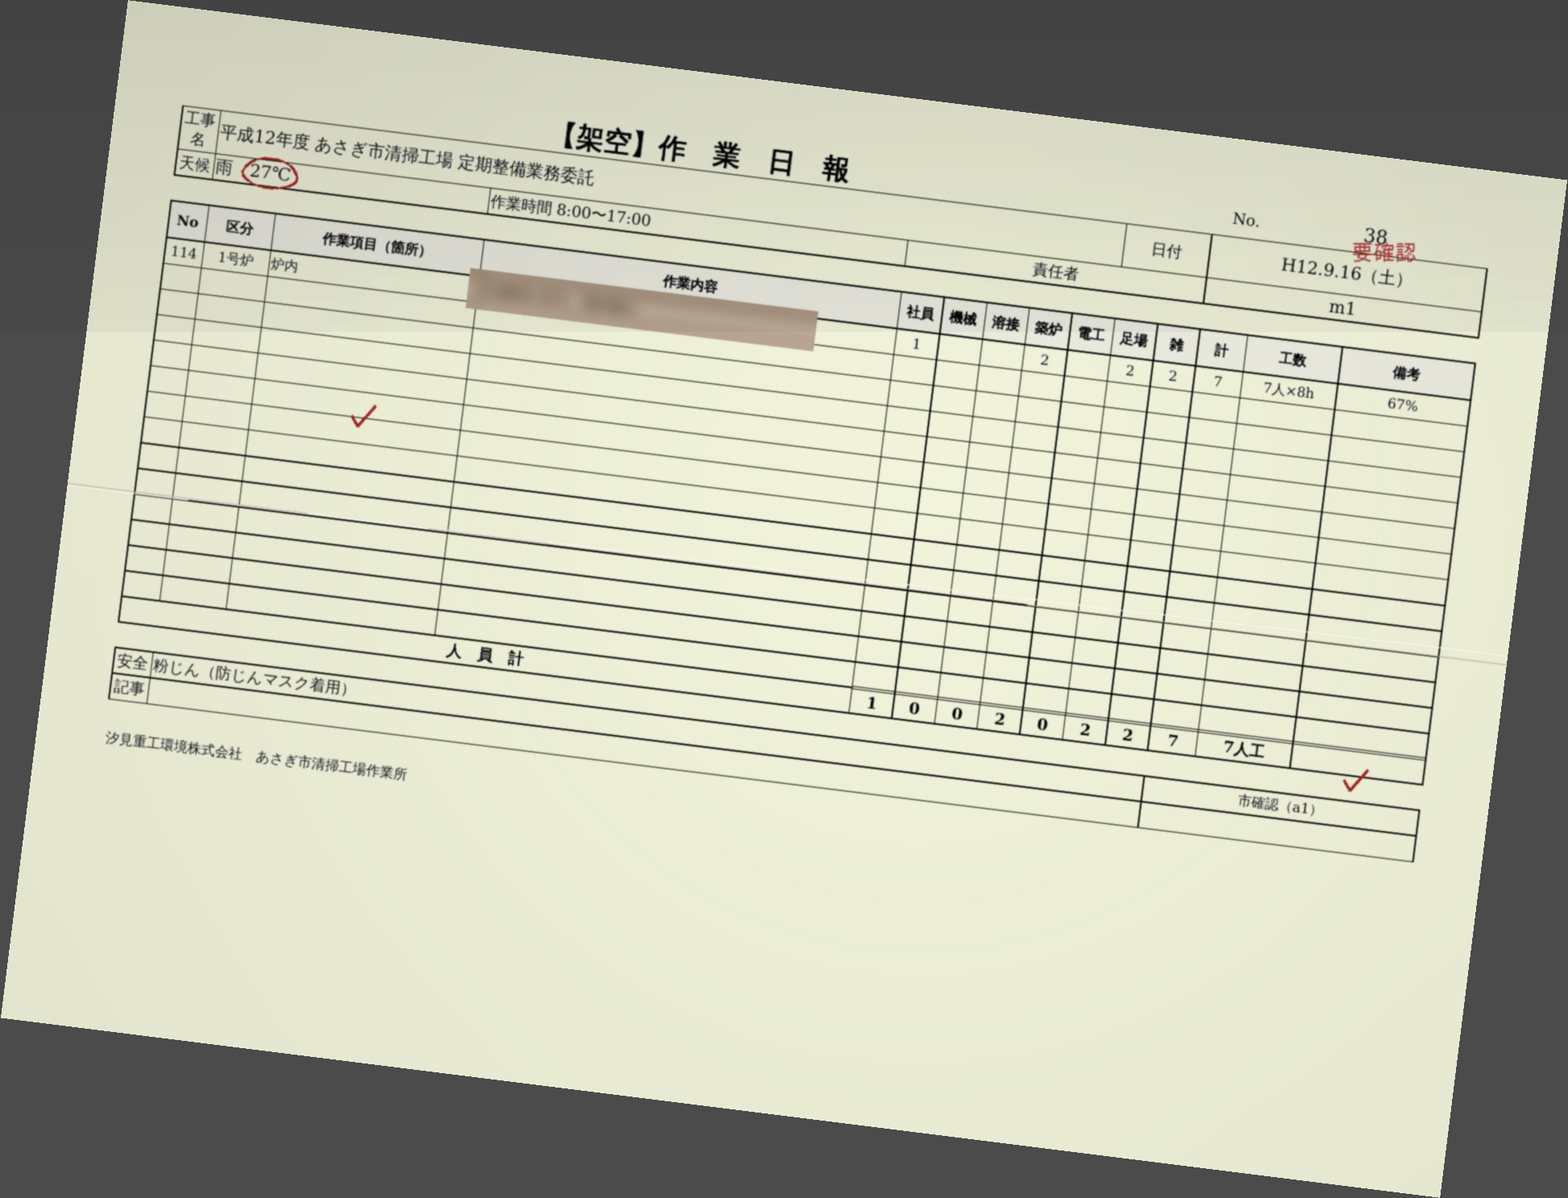 【架空】作業日報
No. 38
要確認
工事名 平成12年度 あさぎ市清掃工場 定期整備業務委託 日付 H12.9.16（土）
天候 雨 27℃ 作業時間 8:00〜17:00 責任者 m1
No 区分 作業項目（箇所） 作業内容 社員 機械 溶接 築炉 電工 足場 雑 計 工数 備考
114 1号炉 炉内 1 2 2 2 7 7人×8h 67%
人員計 1 0 0 2 0 2 2 7 7人工
安全 粉じん（防じんマスク着用） 市確認（a1）
記事
汐見重工環境株式会社 あさぎ市清掃工場作業所